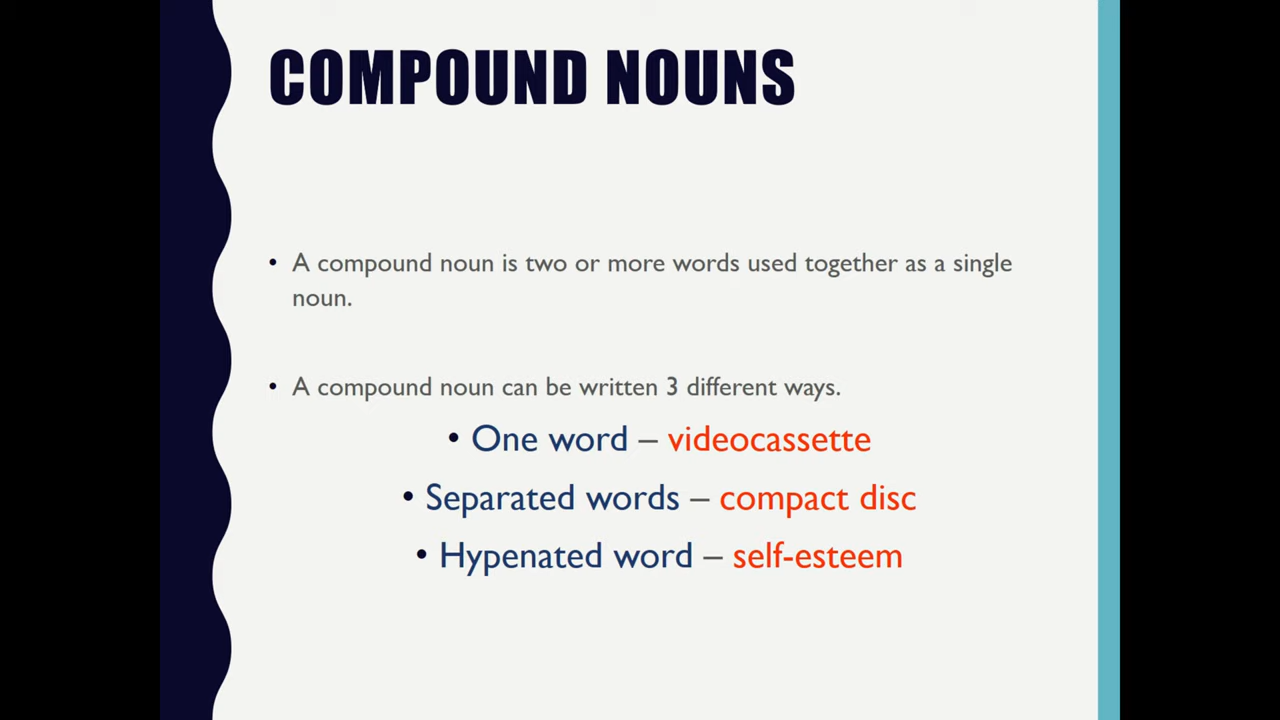 COMPOUND NOUNS
• A compound noun is two or more words used together as a single
noun.
• A compound noun can be written 3 different ways.
• One word – videocassette
• Separated words – compact disc
• Hypenated word – self-esteem